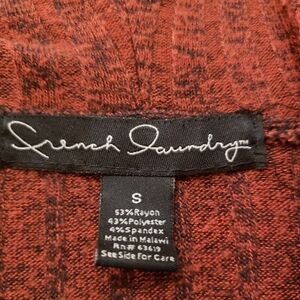 French Laundry™
S
53%Rayon
43%Polyester
4%Spandex
Made in Malawi
Rn# 63619
See Side For Care